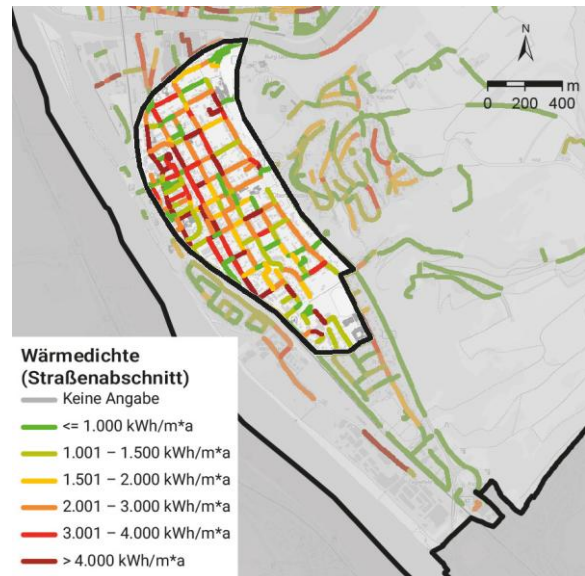 N
m
0 200 400
Wärmedichte
(Straßenabschnitt)
Keine Angabe
<= 1.000 kWh/m*a
1.001 – 1.500 kWh/m*a
1.501 – 2.000 kWh/m*a
2.001 – 3.000 kWh/m*a
3.001 – 4.000 kWh/m*a
> 4.000 kWh/m*a